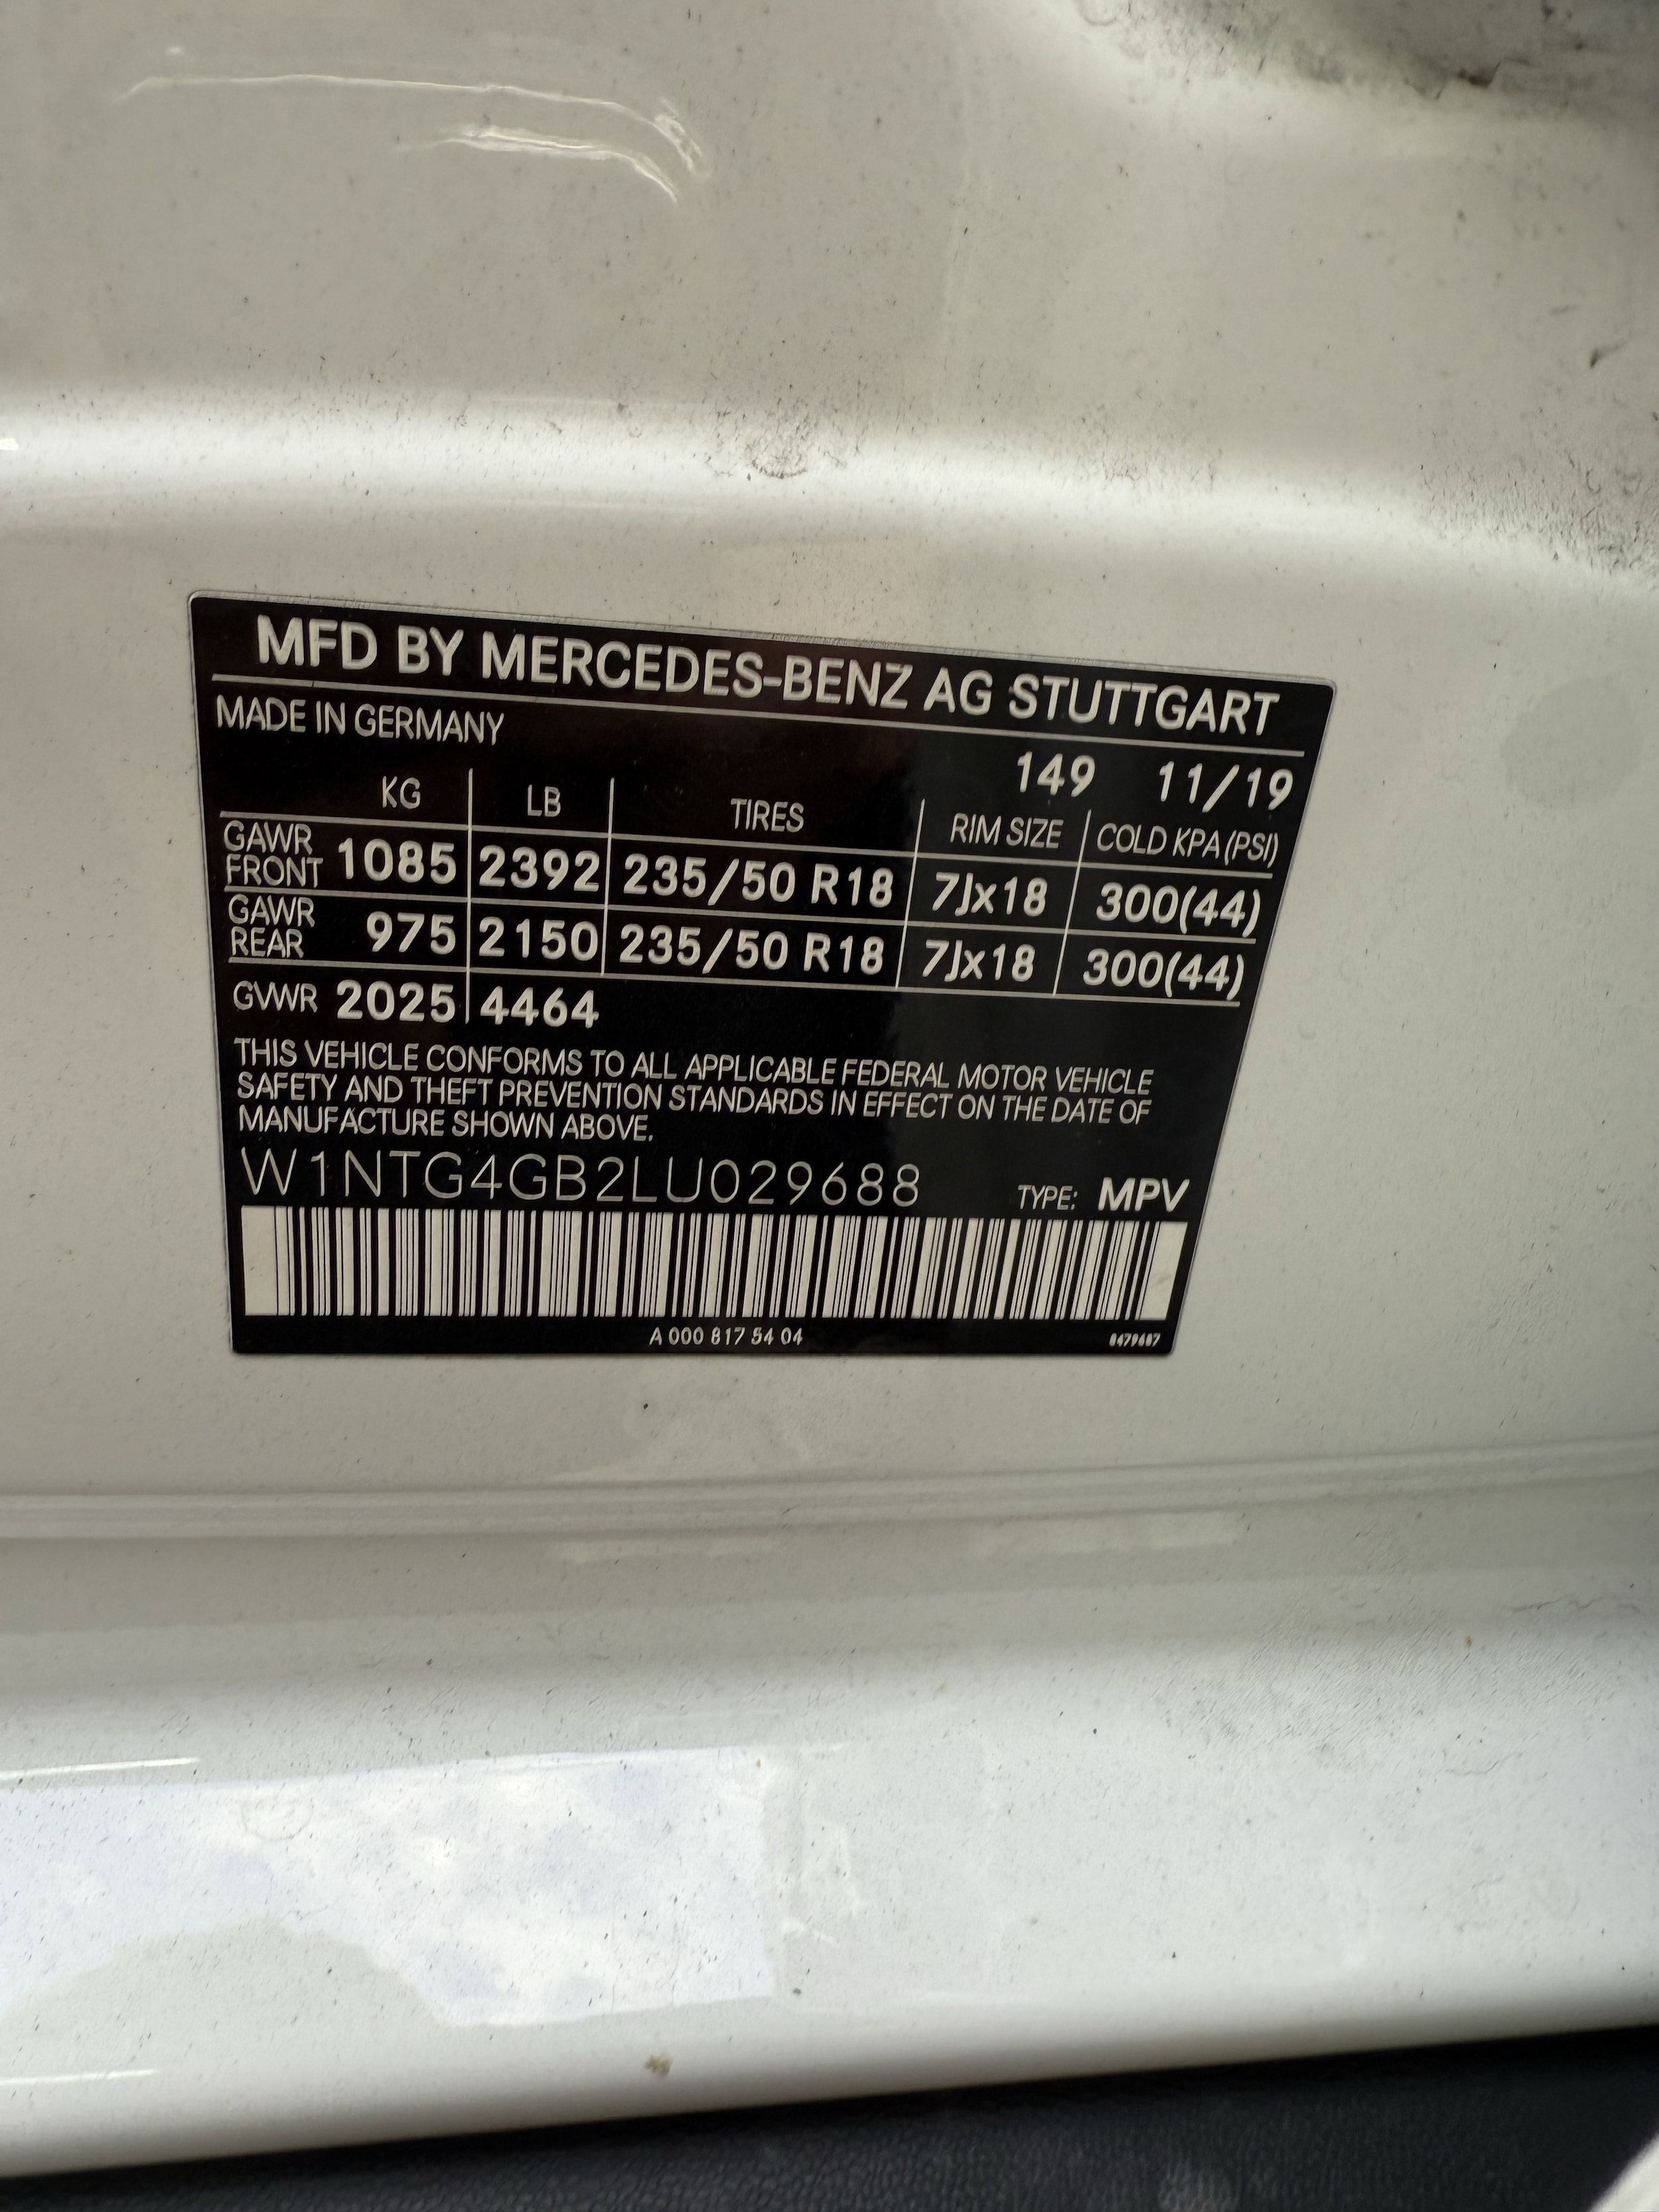 MFD BY MERCEDES-BENZ AG STUTTGART
MADE IN GERMANY
149 11/19
KG LB TIRES RIM SIZE COLD KPA (PSI)
GAWR FRONT 1085 2392 235/50 R18 7Jx18 300(44)
GAWR REAR 975 2150 235/50 R18 7Jx18 300(44)
GVWR 2025 4464
THIS VEHICLE CONFORMS TO ALL APPLICABLE FEDERAL MOTOR VEHICLE
SAFETY AND THEFT PREVENTION STANDARDS IN EFFECT ON THE DATE OF
MANUFACTURE SHOWN ABOVE.
W1NTG4GB2LU029688 TYPE: MPV
A 000 817 54 04